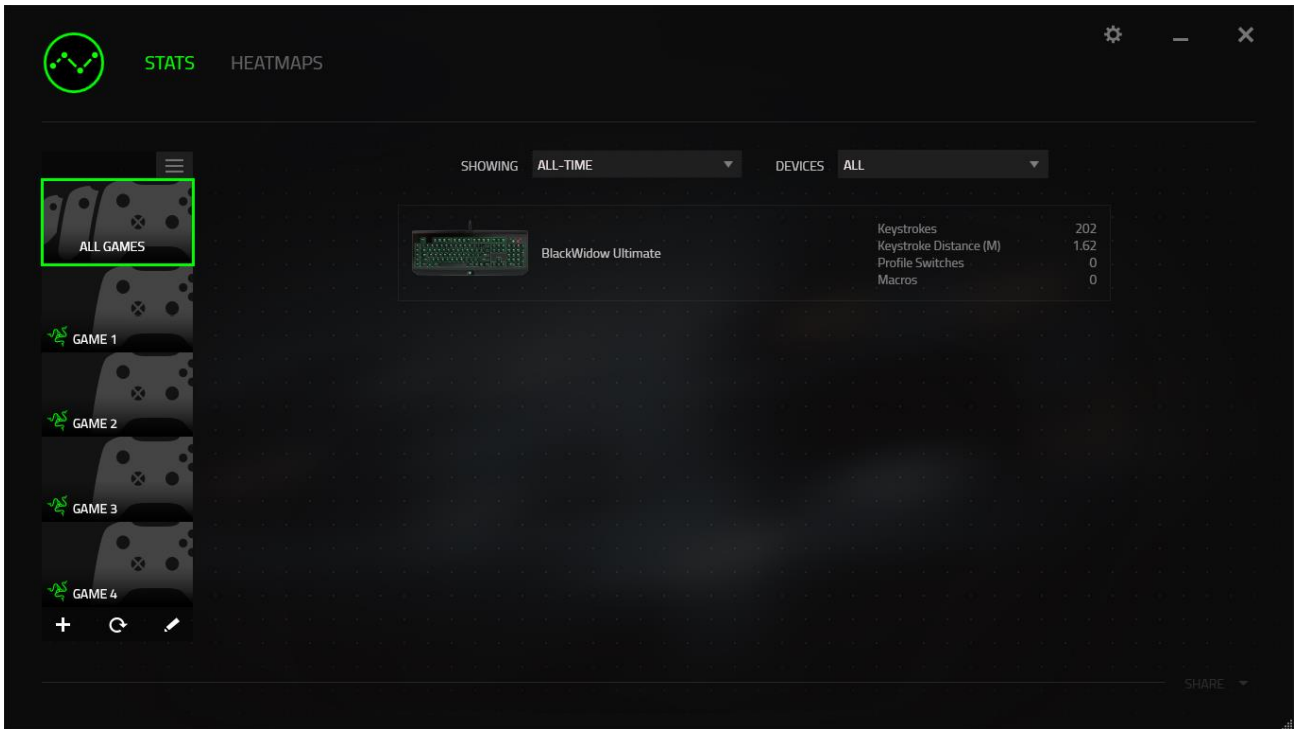 STATS HEATMAPS
SHOWING ALL-TIME DEVICES ALL
ALL GAMES
GAME 1
GAME 2
GAME 3
GAME 4
BlackWidow Ultimate
Keystrokes 202
Keystroke Distance (M) 1.62
Profile Switches 0
Macros 0
SHARE